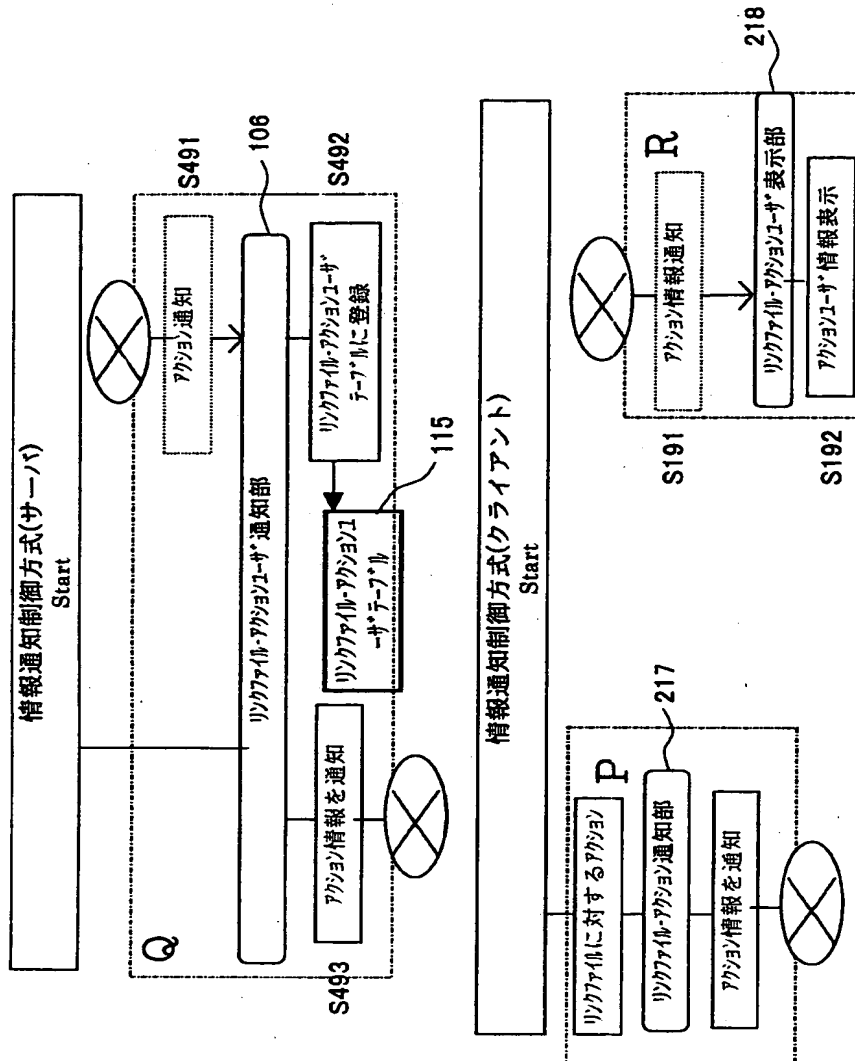 情報通知制御方式(サーバ)
Start
Q
アクション通知
S491
リンクファイル・アクションユーザ通知部
106
リンクファイル・アクションユーザ
テーブルに登録
S492
リンクファイル・アクションユ
ーザテーブル
115
アクション情報を通知
S493
情報通知制御方式(クライアント)
Start
リンクファイルに対するアクション
P
リンクファイル・アクション通知部
217
アクション情報を通知
R
アクション情報通知
S191
リンクファイル・アクションユーザ表示部
218
アクションユーザ情報表示
S192